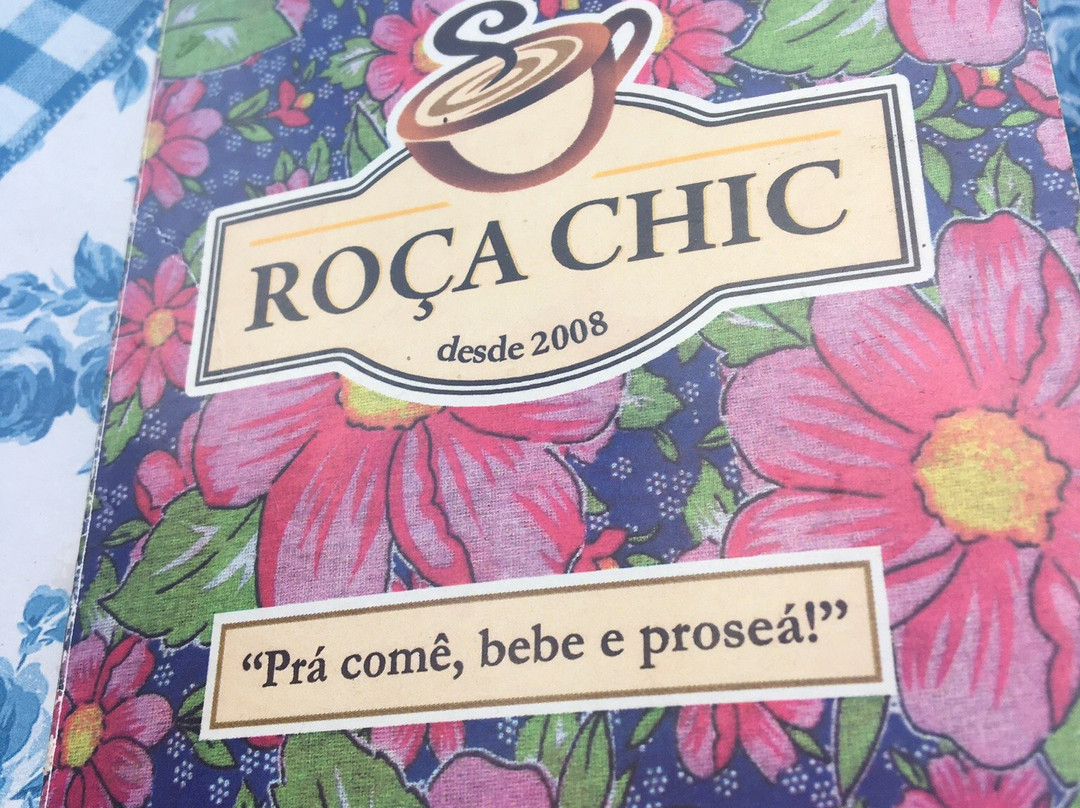 ROÇA CHIC
desde 2008
“Prá comê, bebe e proseá!”